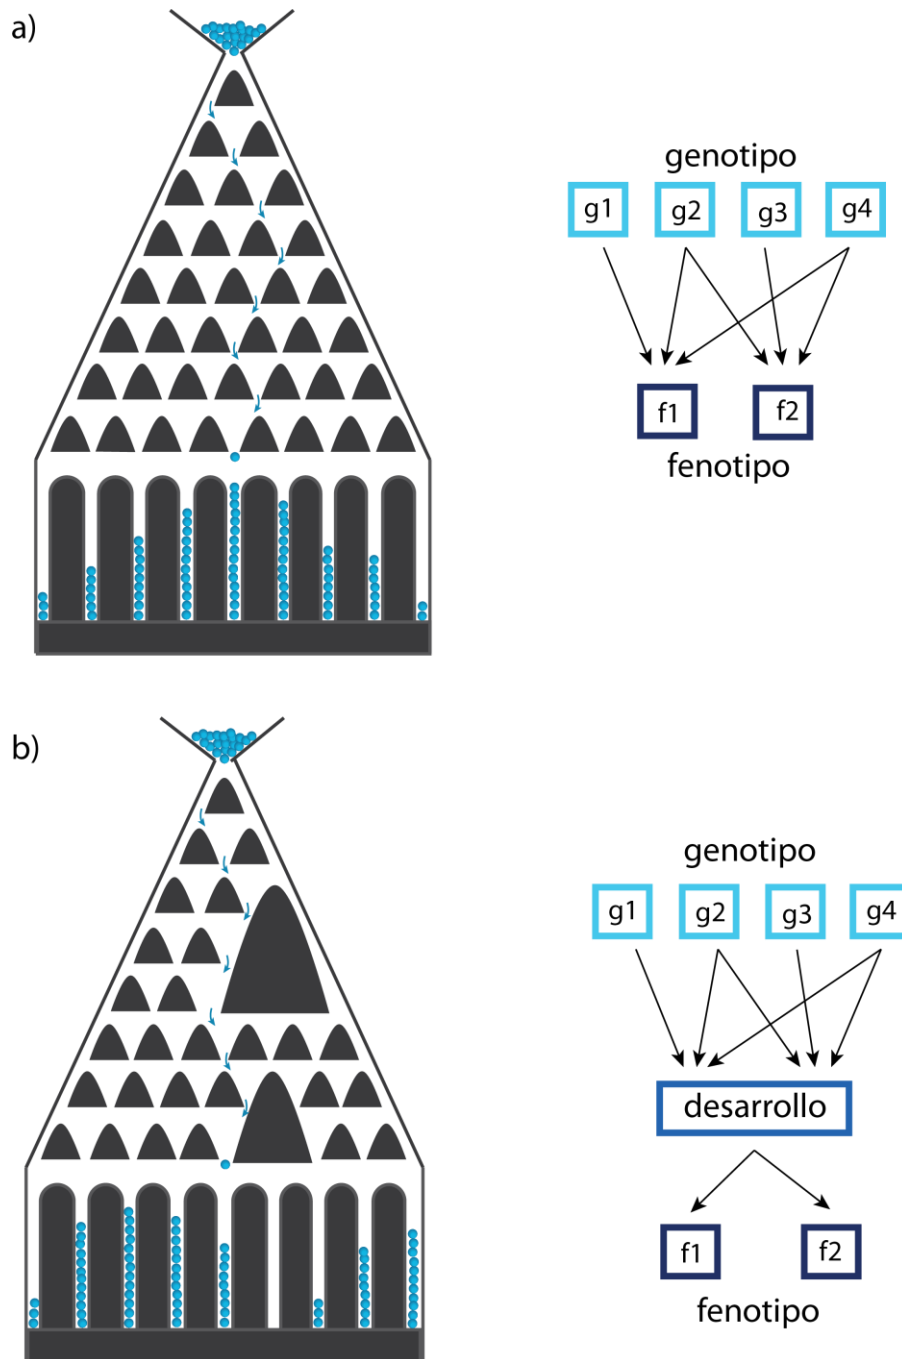 a)
genotipo
g1 g2 g3 g4
f1 f2
fenotipo
b)
genotipo
g1 g2 g3 g4
desarrollo
f1 f2
fenotipo